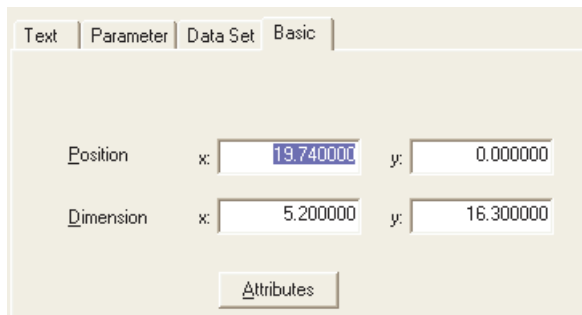 Text Parameter Data Set Basic
Position x: 19.740000 y: 0.000000
Dimension x: 5.200000 y: 16.300000
Attributes